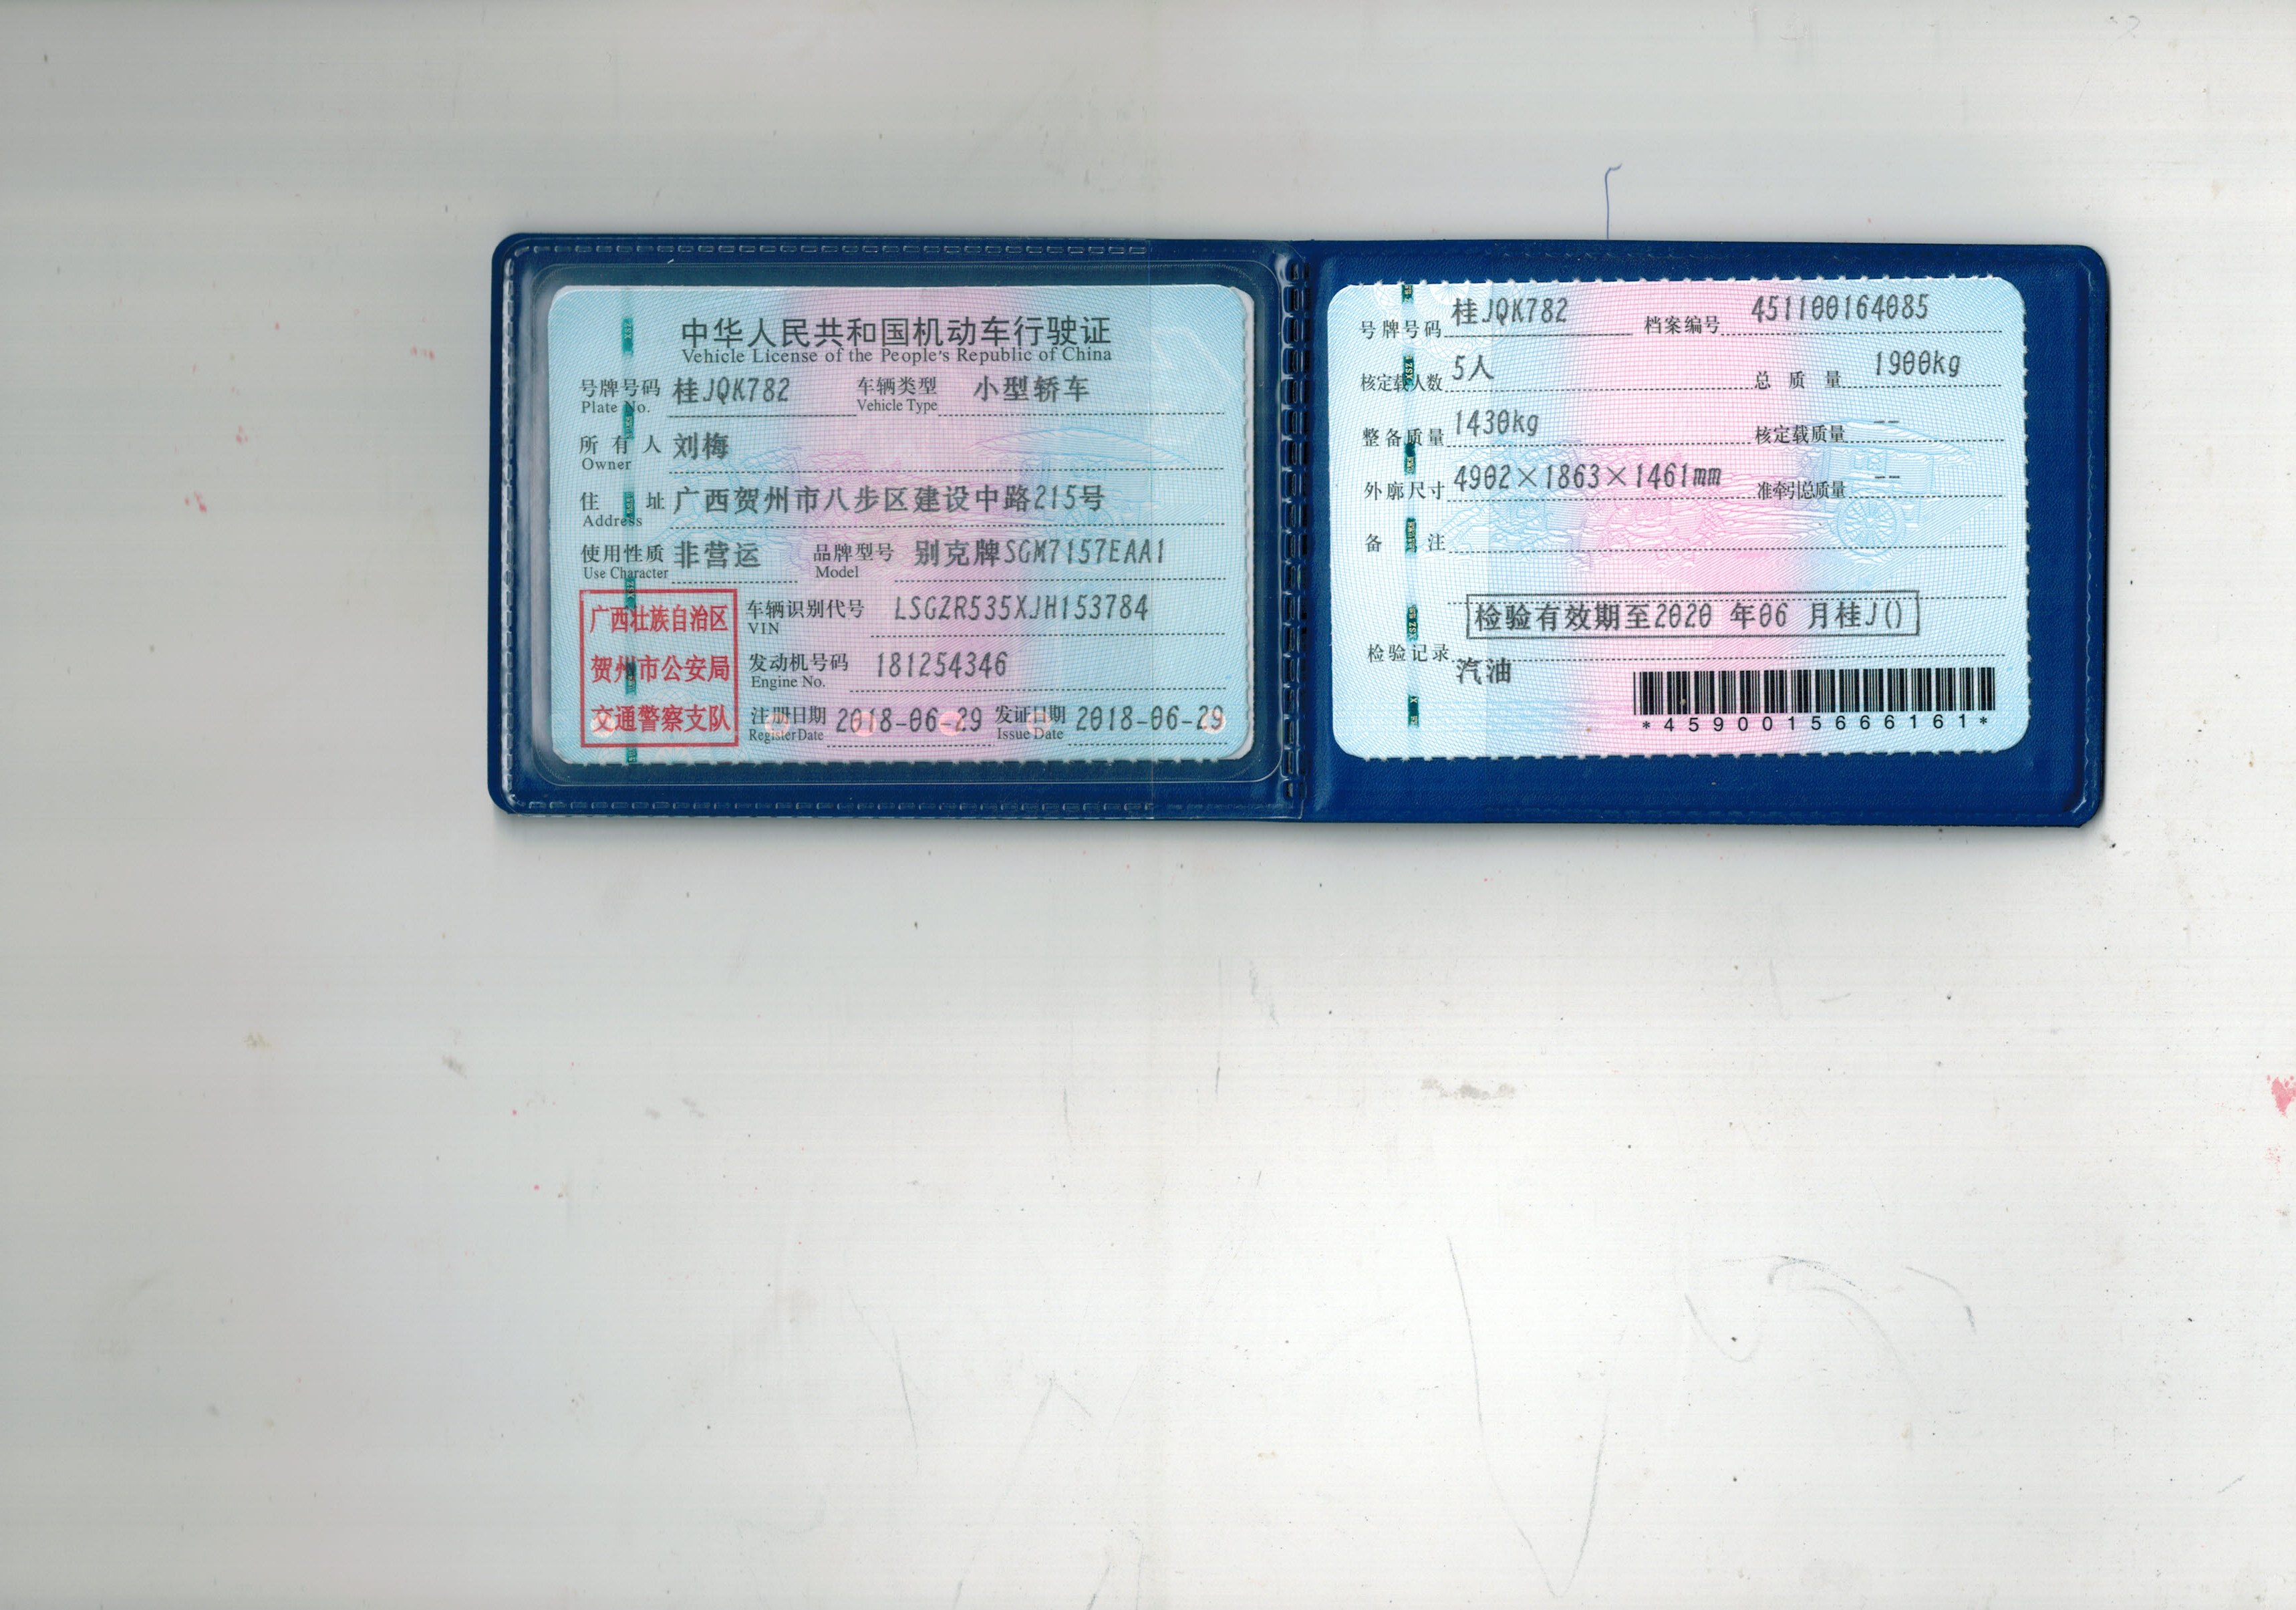 中华人民共和国机动车行驶证
Vehicle License of the People's Republic of China
号牌号码 桂JQK782 车辆类型 小型轿车
Plate No. Vehicle Type
所有人 刘梅
Owner
住址 广西贺州市八步区建设中路215号
Address
使用性质 非营运 品牌型号 别克牌SGM7157EAA1
Use Character Model
广西壮族自治区
贺州市公安局
交通警察支队
车辆识别代号 LSGZR535XJH153784
VIN
发动机号码 181254346
Engine No.
注册日期 2018-06-29 发证日期 2018-06-29
Register Date Issue Date
号牌号码 桂JQK782 档案编号 451100164085
核定载人数 5人 总质量 1900kg
整备质量 1430kg 核定载质量 --
外廓尺寸 4902×1863×1461mm 准牵引总质量 --
备注
检验有效期至2020 年06 月桂J()
检验记录
汽油
*4590015666161*